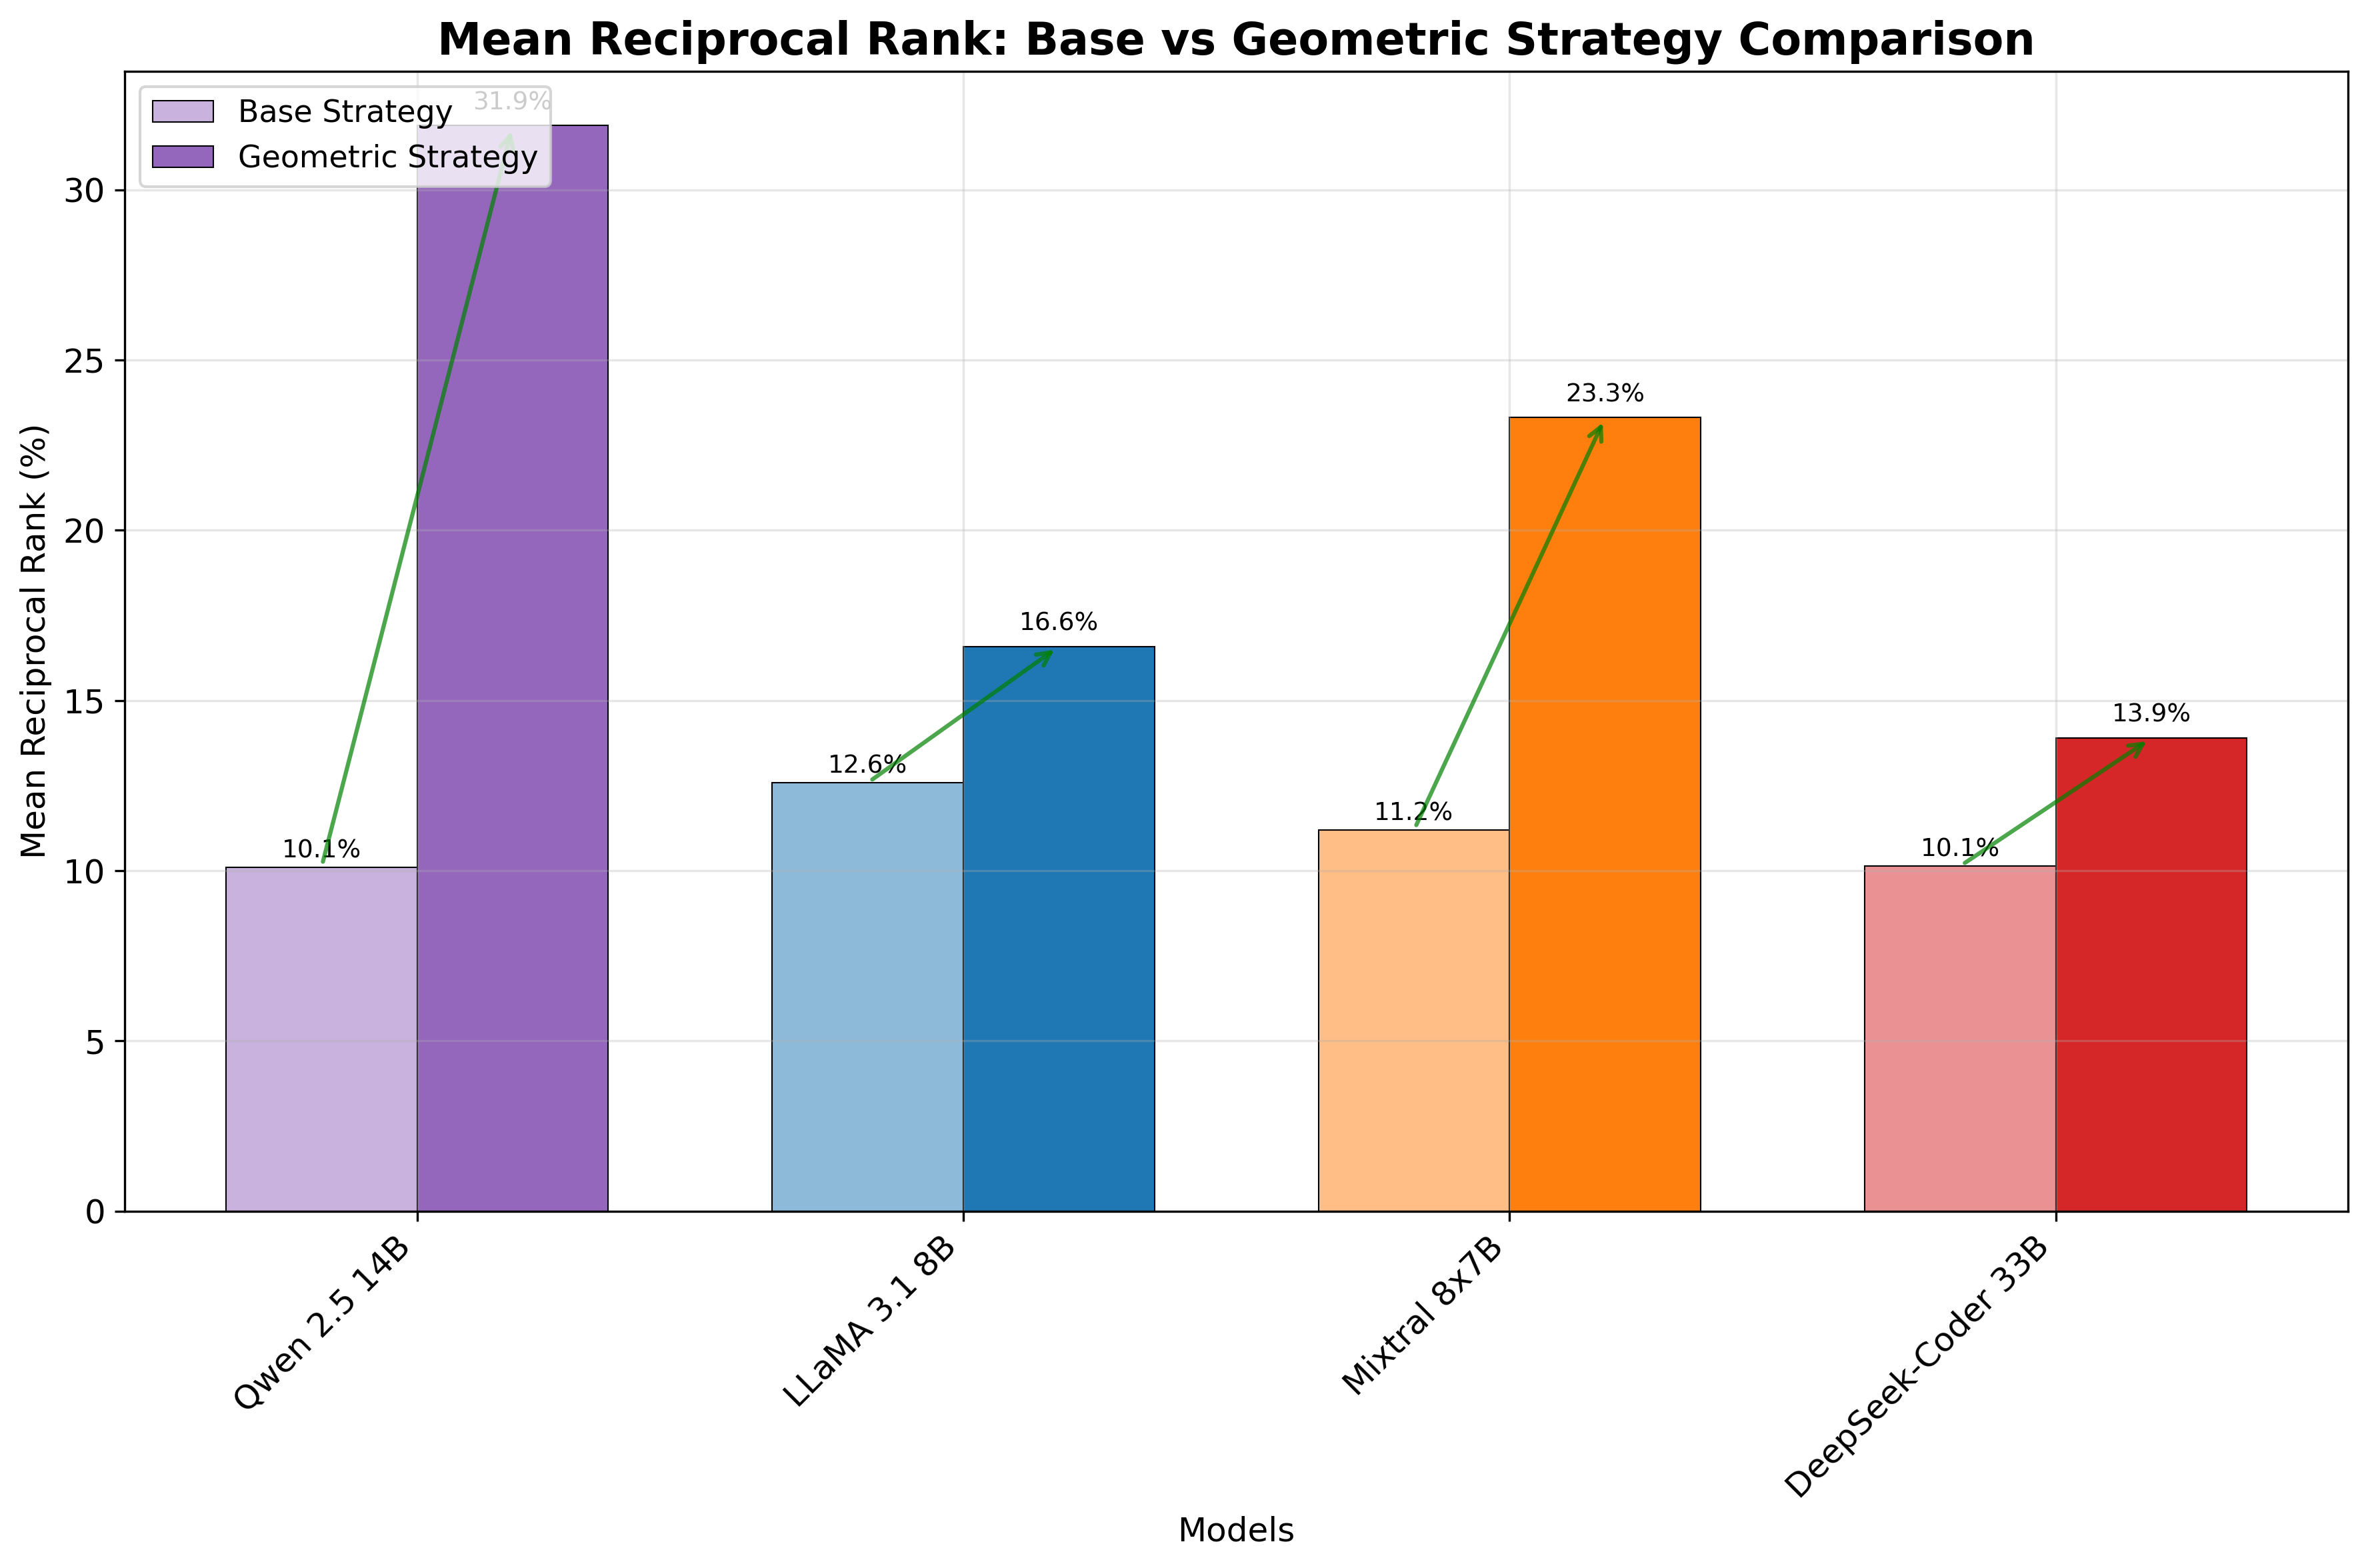 Mean Reciprocal Rank: Base vs Geometric Strategy Comparison
Base Strategy
Geometric Strategy
31.9%
23.3%
16.6%
13.9%
12.6%
11.2%
10.1%
10.1%
Mean Reciprocal Rank (%)
30
25
20
15
10
5
0
Qwen 2.5 14B
LLaMA 3.1 8B
Mixtral 8x7B
DeepSeek-Coder 33B
Models